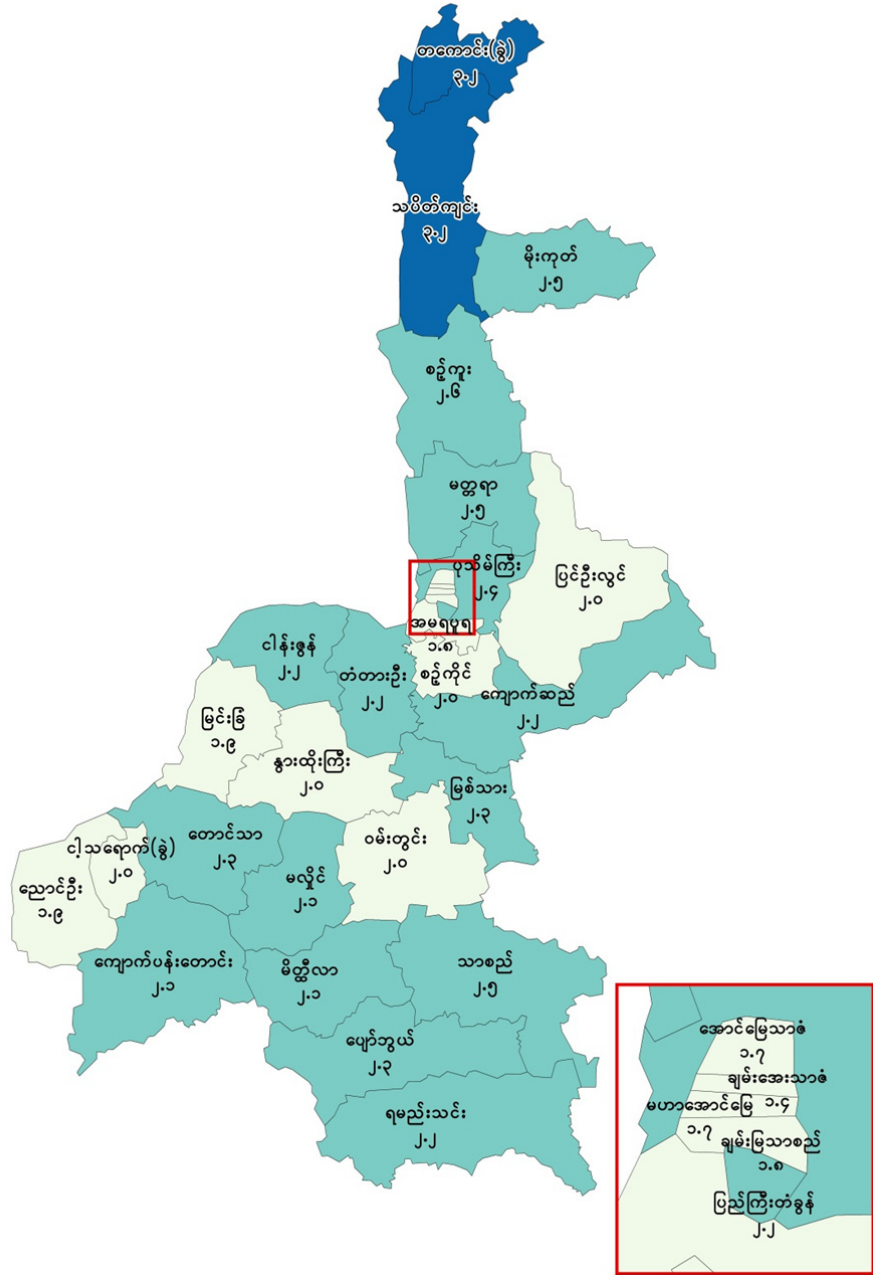 တကောင်း(ခွဲ)
၃.၂
သပိတ်ကျင်း
၃.၂
မိုးကုတ်
၂.၅
စဉ့်ကူး
၂.၆
မတ္တရာ
၂.၅
ပုသိမ်ကြီး
၂.၄
ပြင်ဦးလွင်
၂.၀
အမရပူရ
၁.၈
စဉ့်ကိုင်
၂.၀
ကျောက်ဆည်
၂.၂
ငါန်းဇွန်
၂.၂
တံတားဦး
၂.၂
မြင်းခြံ
၁.၉
နွားထိုးကြီး
၂.၀
မြစ်သား
၂.၃
တောင်သာ
၂.၃
ဝမ်းတွင်း
၂.၀
ငါ့သရောက်(ခွဲ)
၂.၀
ညောင်ဦး
၁.၉
မလှိုင်
၂.၁
ကျောက်ပန်းတောင်း
၂.၁
မိတ္ထီလာ
၂.၁
သာစည်
၂.၅
ပျော်ဘွယ်
၂.၃
ရမည်းသင်း
၂.၂
အောင်မြေသာဇံ
၁.၇
ချမ်းအေးသာဇံ
၁.၄
မဟာအောင်မြေ
၁.၇
ချမ်းမြသာစည်
၁.၈
ပြည်ကြီးတံခွန်
၂.၂